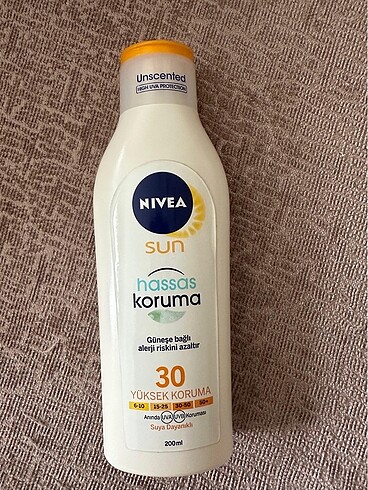 Unscented
HIGH UVA PROTECTION
NIVEA
sun
hassas
koruma
Güneşe bağlı
alerji riskini azaltır
30
YÜKSEK KORUMA
6-10 15-25 30-50 50+
Anında UVA UVB Koruması
Suya Dayanıklı
200ml